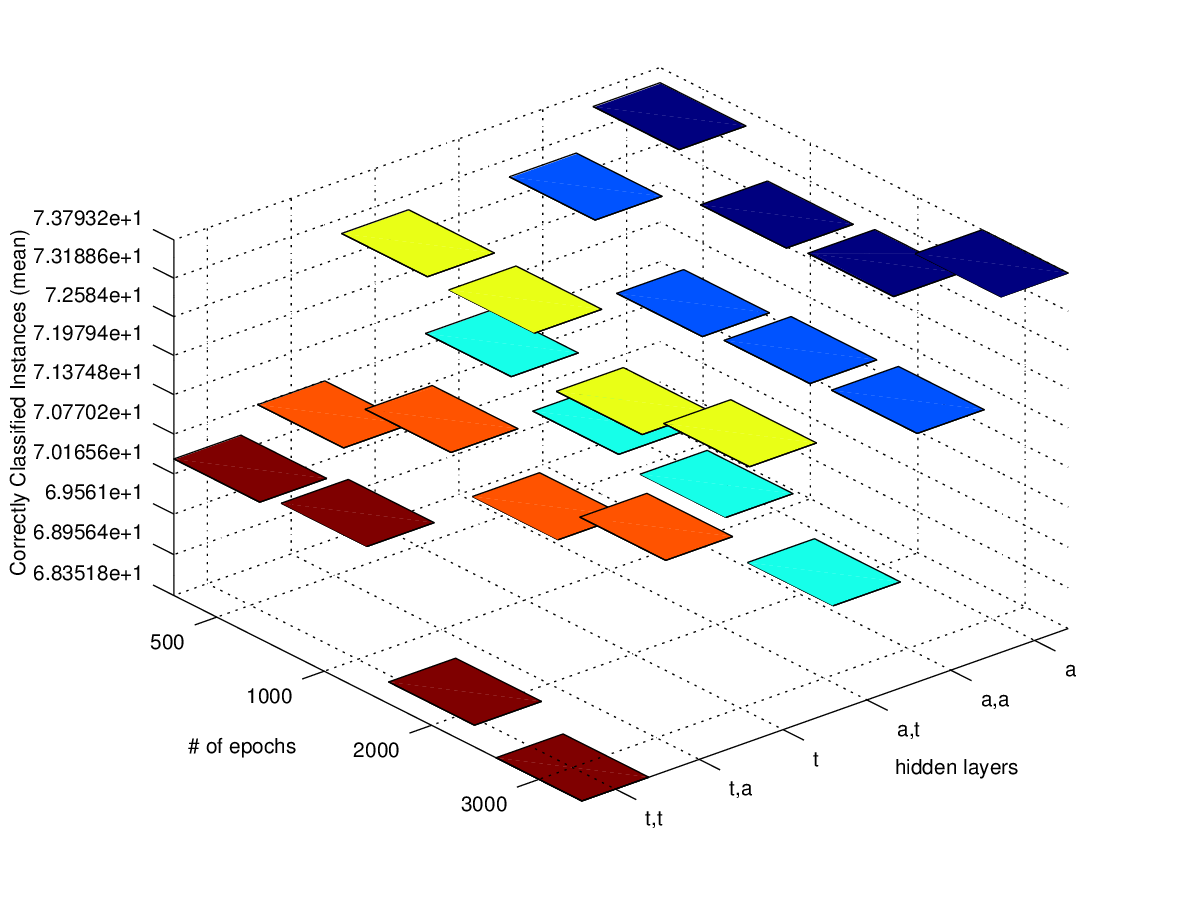 Correctly Classified Instances (mean)
7.37932e+1
7.31886e+1
7.2584e+1
7.19794e+1
7.13748e+1
7.07702e+1
7.01656e+1
6.9561e+1
6.89564e+1
6.83518e+1
500
1000
2000
3000
# of epochs
a
a,a
a,t
t
t,a
t,t
hidden layers